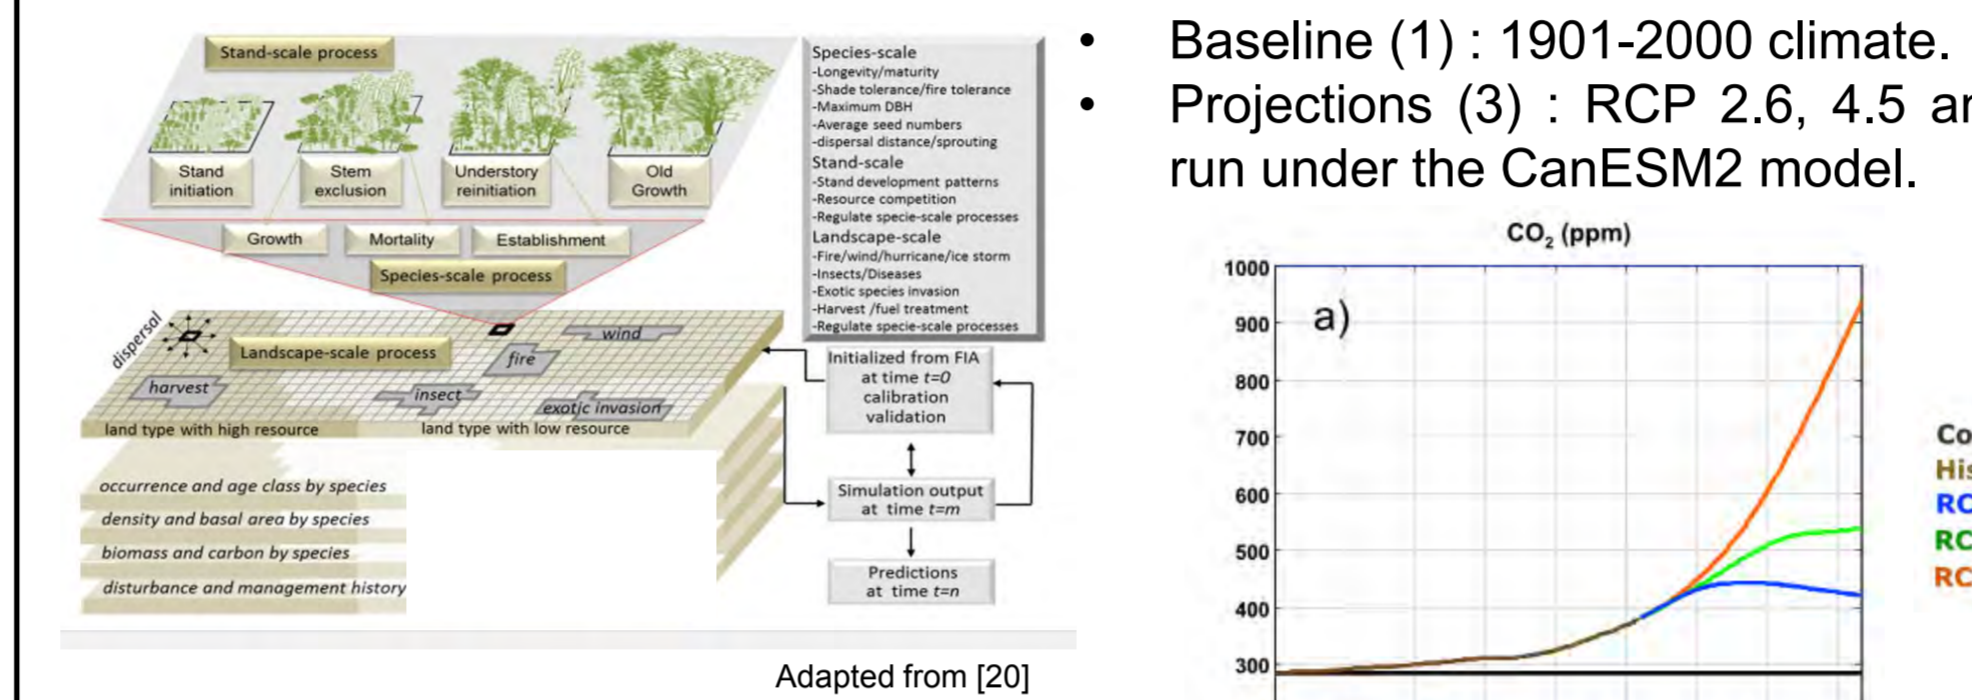 Stand-scale process
Stand
initiation
Stem
exclusion
Understory
reinitiation
Old
Growth
Growth
Mortality
Establishment
Species-scale process
dispersal
Landscape-scale process
wind
fire
harvest
insect
exotic invasion
land type with high resource
land type with low resource
occurrence and age class by species
density and basal area by species
biomass and carbon by species
disturbance and management history
Species-scale
-Longevity/maturity
-Shade tolerance/fire tolerance
-Maximum DBH
-Average seed numbers
-dispersal distance/sprouting
Stand-scale
-Stand development patterns
-Resource competition
-Regulate specie-scale processes
Landscape-scale
-Fire/wind/hurricane/ice storm
-Insects/Diseases
-Exotic species invasion
-Harvest /fuel treatment
-Regulate specie-scale processes
Initialized from FIA
at time t=0
calibration
validation
Simulation output
at time t=m
Predictions
at time t=n
Adapted from [20]
• Baseline (1) : 1901-2000 climate.
• Projections (3) : RCP 2.6, 4.5 
run under the CanESM2 model.
CO₂ (ppm)
a)
1000
900
800
700
600
500
400
300